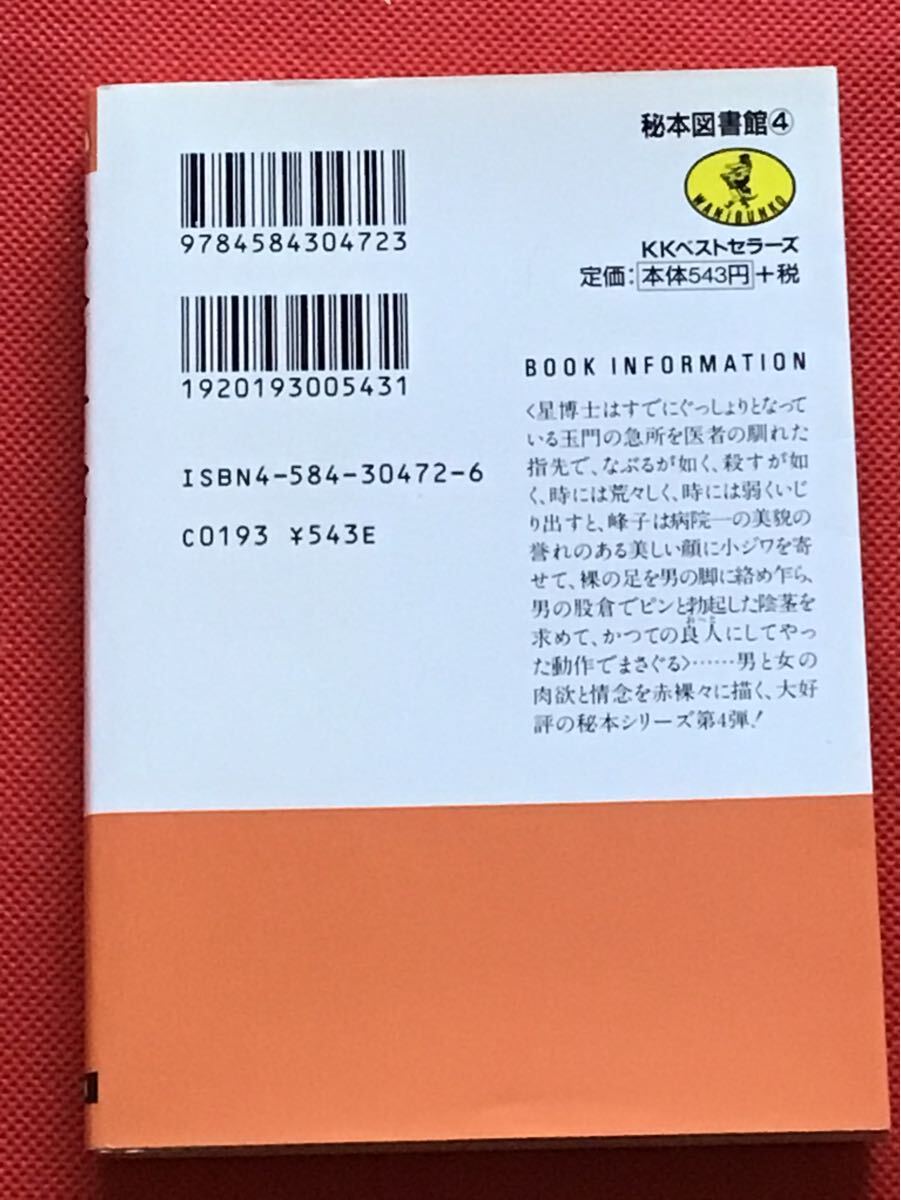 秘本図書館④
WANIBUNKO
KKベストセラーズ
定価:本体543円+税
9784584304723
1920193005431
ISBN4-584-30472-6
C0193 ¥543E
BOOK INFORMATION
〈星博士はすでにぐっしょりとなって
いる玉門の急所を医者の馴れた
指先で、なぶるが如く、殺すが如
く、時には荒々しく、時には弱くいじ
り出すと、峰子は病院一の美貌の
誉れのある美しい顔に小ジワを寄
せて、裸の足を男の脚に絡め乍ら、
男の股倉でピンと勃起した陰茎を
求めて、かつての良人にしてやっ
おっと
た動作でまさぐる〉……男と女の
肉欲と情念を赤裸々に描く、大好
評の秘本シリーズ第4弾!